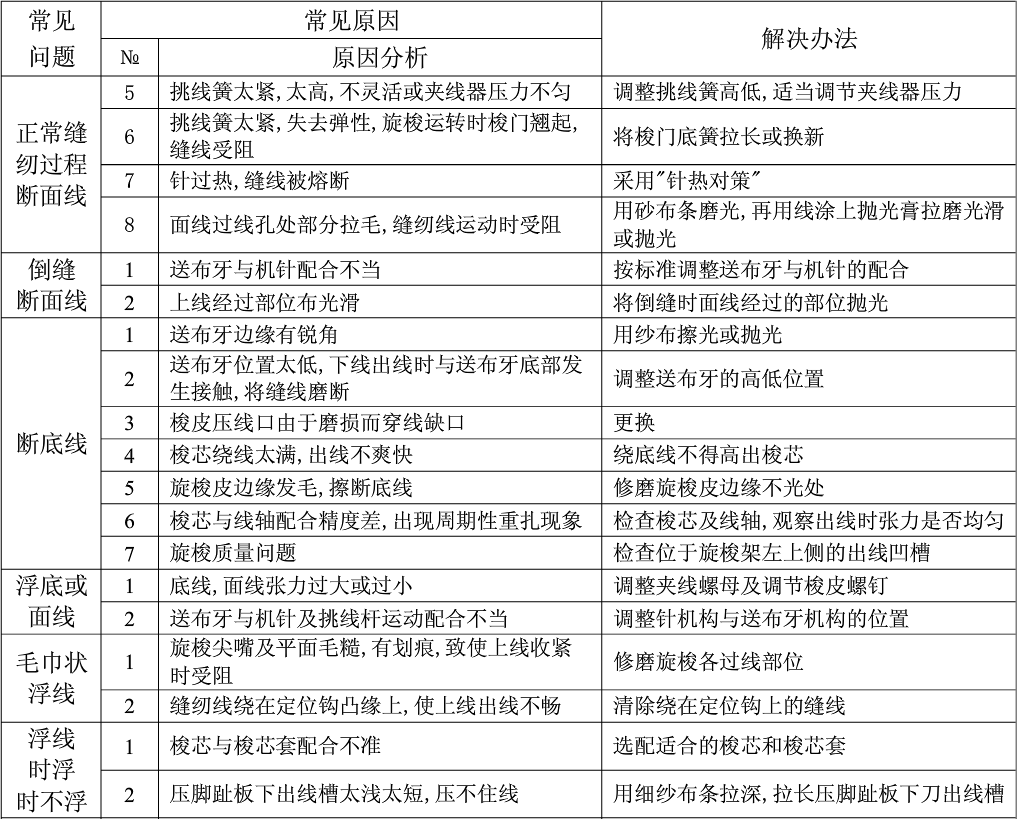 常见
问题
常见原因
解决办法
№
原因分析
正常缝
纫过程
断面线
5
挑线簧太紧,太高,不灵活或夹线器压力不匀
调整挑线簧高低,适当调节夹线器压力
6
挑线簧太紧,失去弹性,旋梭运转时梭门翘起,
缝线受阻
将梭门底簧拉长或换新
7
针过热,缝线被熔断
采用"针热对策"
8
面线过线孔处部分拉毛,缝纫线运动时受阻
用砂布条磨光,再用线涂上抛光膏拉磨光滑
或抛光
倒缝
断面线
1
送布牙与机针配合不当
按标准调整送布牙与机针的配合
2
上线经过部位布光滑
将倒缝时面线经过的部位抛光
断底线
1
送布牙边缘有锐角
用纱布擦光或抛光
2
送布牙位置太低,下线出线时与送布牙底部发
生接触,将缝线磨断
调整送布牙的高低位置
3
梭皮压线口由于磨损而穿线缺口
更换
4
梭芯绕线太满,出线不爽快
绕底线不得高出梭芯
5
旋梭皮边缘发毛,擦断底线
修磨旋梭皮边缘不光处
6
梭芯与线轴配合精度差,出现周期性重扎现象
检查梭芯及线轴,观察出线时张力是否均匀
7
旋梭质量问题
检查位于旋梭架左上侧的出线凹槽
浮底或
面线
1
底线,面线张力过大或过小
调整夹线螺母及调节梭皮螺钉
2
送布牙与机针及挑线杆运动配合不当
调整针机构与送布牙机构的位置
毛巾状
浮线
1
旋梭尖嘴及平面毛糙,有划痕,致使上线收紧
时受阻
修磨旋梭各过线部位
2
缝纫线绕在定位钩凸缘上,使上线出线不畅
清除绕在定位钩上的缝线
浮线
时浮
时不浮
1
梭芯与梭芯套配合不准
选配适合的梭芯和梭芯套
2
压脚趾板下出线槽太浅太短,压不住线
用细纱布条拉深,拉长压脚趾板下刀出线槽